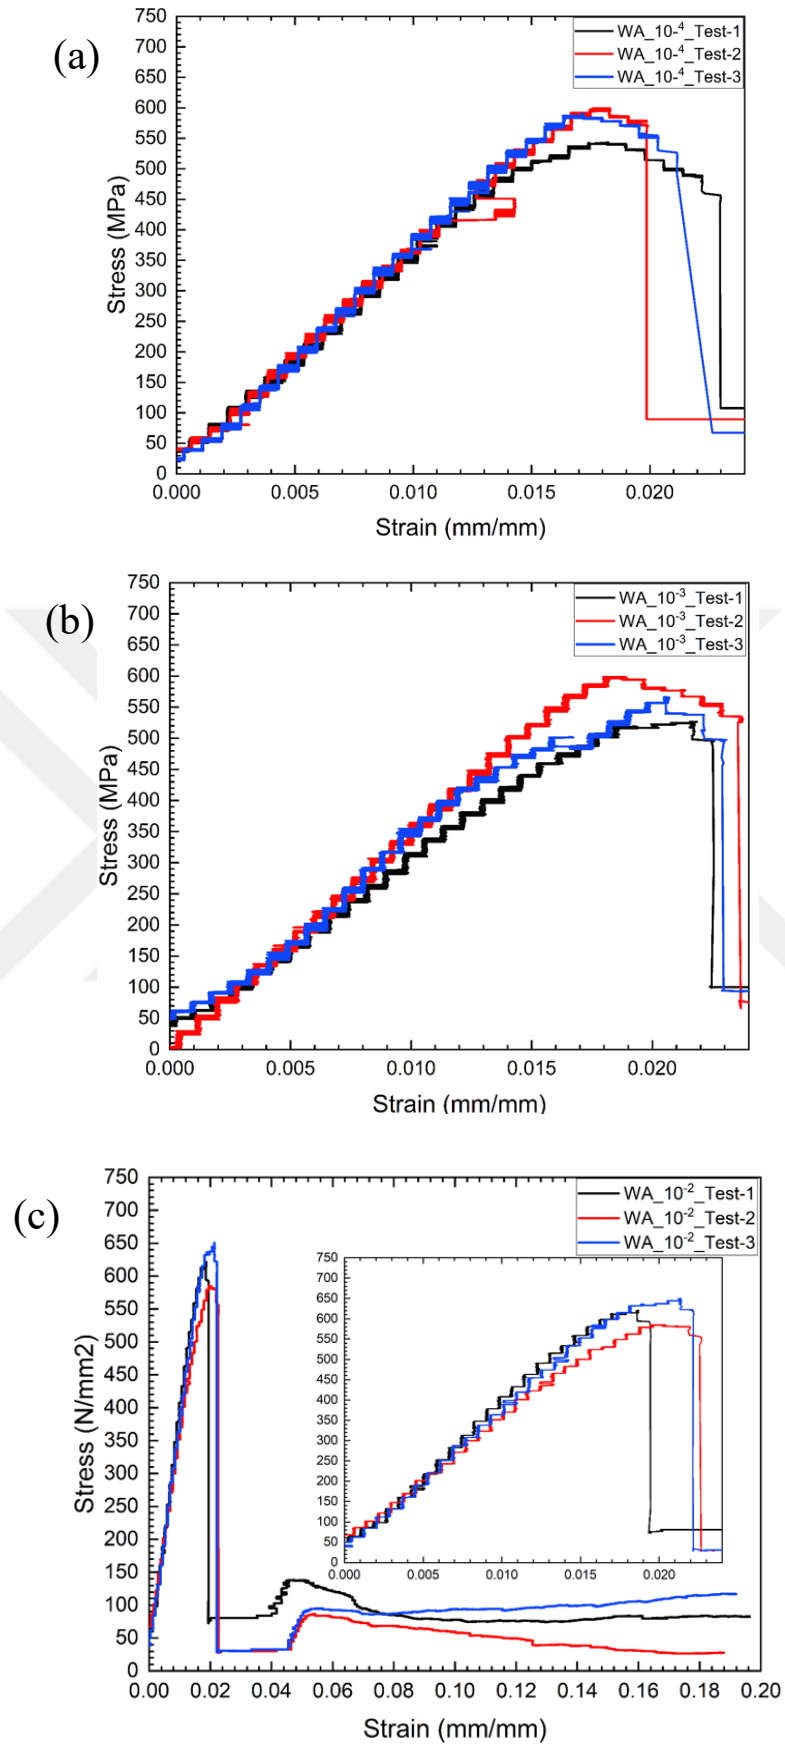 (a)
WA_10-⁴_Test-1
WA_10-⁴_Test-2
WA_10-⁴_Test-3
750
700
650
600
550
500
450
400
350
300
250
200
150
100
50
0
Stress (MPa)
0.000 0.005 0.010 0.015 0.020
Strain (mm/mm)
(b)
WA_10⁻³_Test-1
WA_10⁻³_Test-2
WA_10⁻³_Test-3
750
700
650
600
550
500
450
400
350
300
250
200
150
100
50
0
Stress (MPa)
0.000 0.005 0.010 0.015 0.020
Strain (mm/mm)
(c)
WA_10⁻²_Test-1
WA_10⁻²_Test-2
WA_10⁻²_Test-3
750
700
650
600
550
500
450
400
350
300
250
200
150
100
50
0
Stress (N/mm2)
750
700
650
600
550
500
450
400
350
300
250
200
150
100
50
0
0.000 0.005 0.010 0.015 0.020
0.00 0.02 0.04 0.06 0.08 0.10 0.12 0.14 0.16 0.18 0.20
Strain (mm/mm)